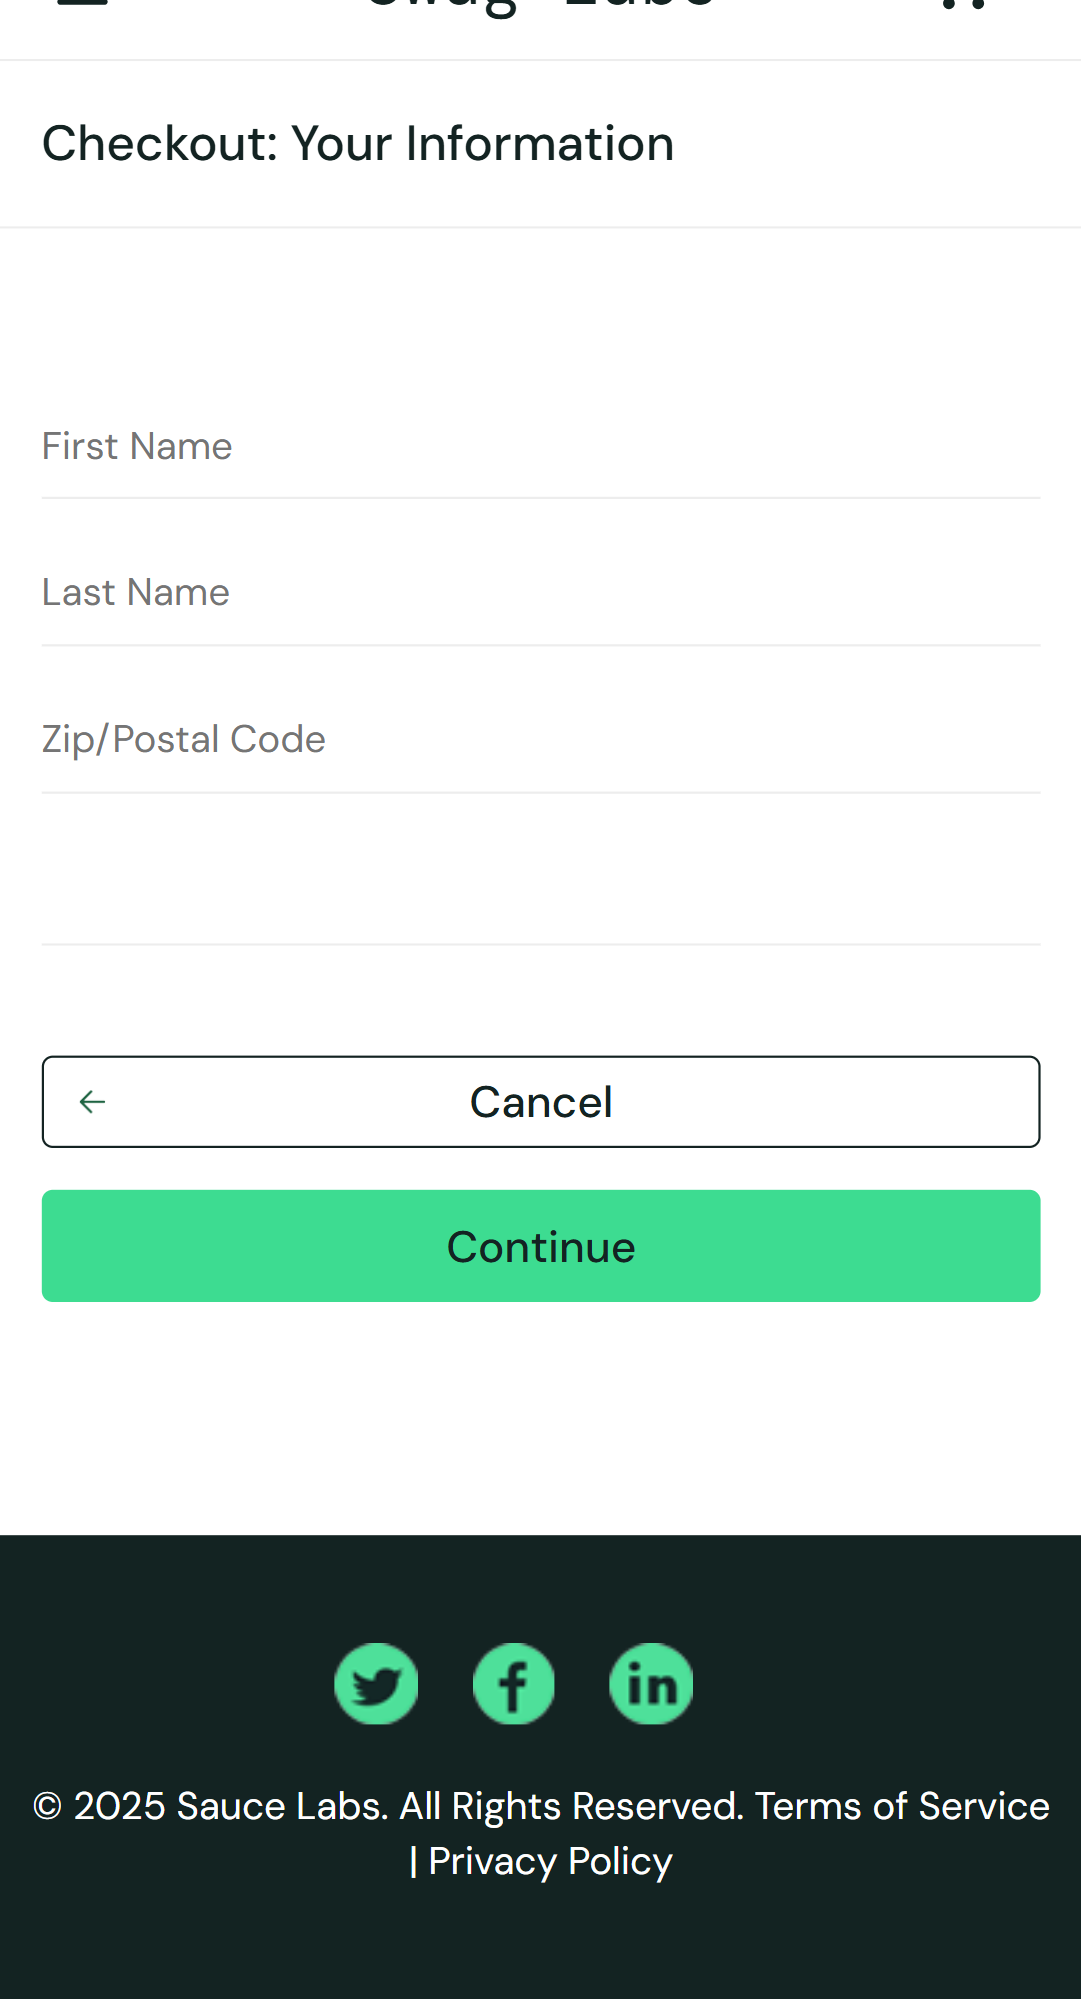 Checkout: Your Information
First Name
Last Name
Zip/Postal Code
Cancel
Continue
© 2025 Sauce Labs. All Rights Reserved. Terms of Service
| Privacy Policy